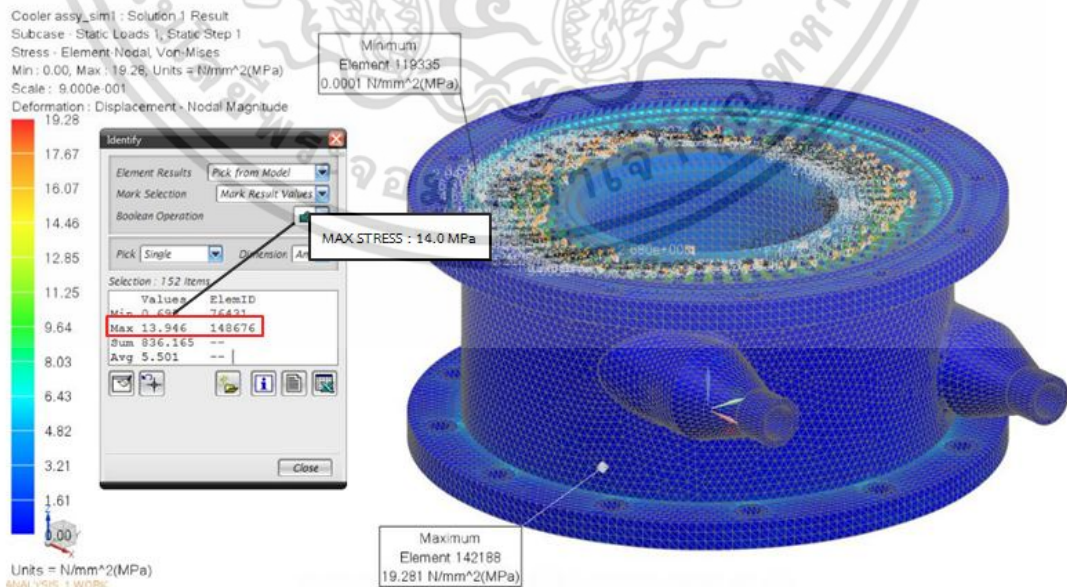 Cooler assy_sim1 : Solution 1 Result
Subcase - Static Loads 1, Static Step 1
Stress - Element-Nodal, Von-Mises
Min : 0.00, Max : 19.28, Units = N/mm^2(MPa)
Scale : 9.000e-001
Deformation : Displacement - Nodal Magnitude
19.28
17.67
16.07
14.46
12.85
11.25
9.64
8.03
6.43
4.82
3.21
1.61
0.00
Units = N/mm^2(MPa)
ANALYSIS 1 WORK
Identify
Element Results Pick from Model
Mark Selection Mark Result Values
Boolean Operation
Pick Single Dimension
Selection : 152 Items
Values ElemID
Min 76431
Max 13.946 148676
Sum 836.165 --
Avg 5.501 --
Close
MAX STRESS : 14.0 MPa
Minimum
Element 119335
0.0001 N/mm^2(MPa)
Maximum
Element 142188
19.281 N/mm^2(MPa)